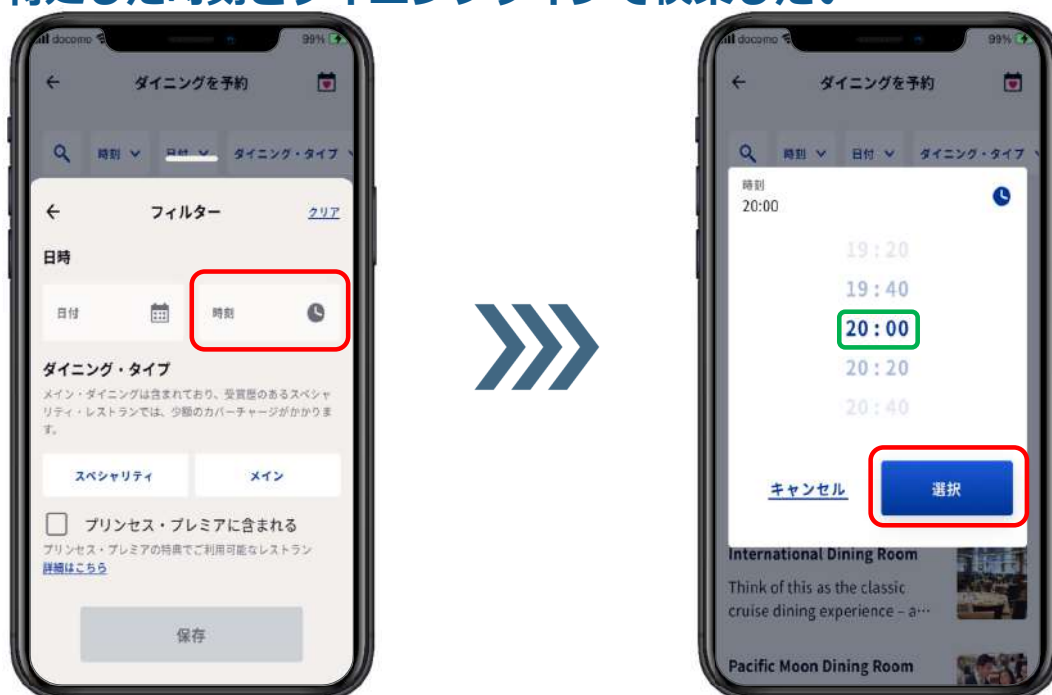 docomo 99%
ダイニングを予約
時刻 日付 ダイニング・タイプ
フィルター クリア
日時
日付 時刻
ダイニング・タイプ
メイン・ダイニングは含まれており、受賞歴のあるスペシャ
リティ・レストランでは、少額のカバーチャージがかかりま
す。
スペシャリティ メイン
プリンセス・プレミアに含まれる
プリンセス・プレミアの特典でご利用可能なレストラン
詳細はこちら
保存
docomo 99%
ダイニングを予約
時刻 日付 ダイニング・タイプ
時刻
20:00
19:20
19:40
20:00
20:20
20:40
キャンセル 選択
International Dining Room
Think of this as the classic
cruise dining experience – a…
Pacific Moon Dining Room